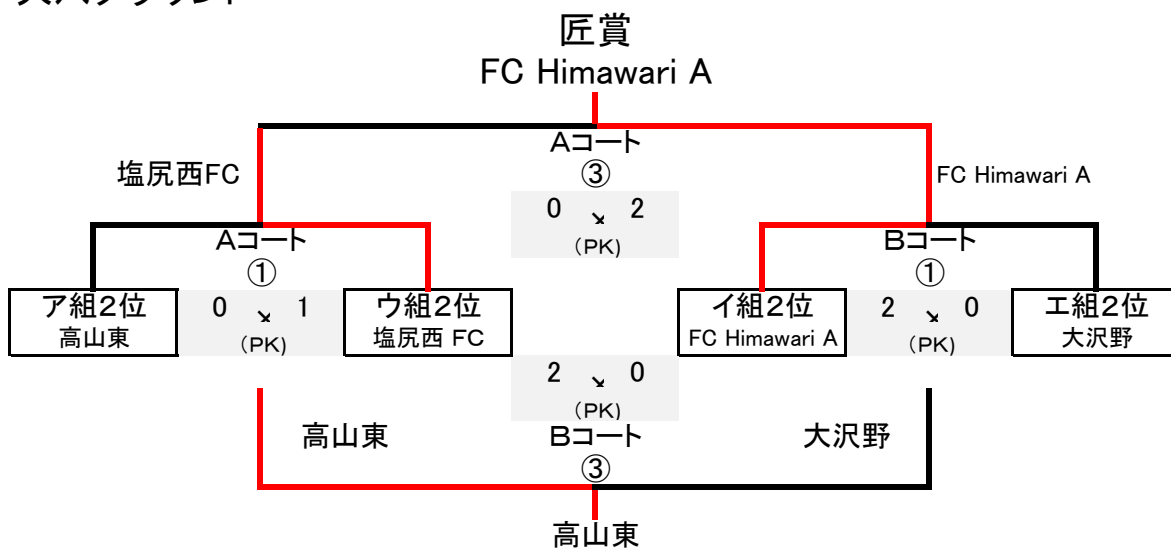 匠賞
FC Himawari A
Aコート
③
塩尻西FC
FC Himawari A
0 ↘ 2
(PK)
Aコート
①
Bコート
①
ア組2位
高山東
0 ↘ 1
(PK)
ウ組2位
塩尻西 FC
イ組2位
FC Himawari A
2 ↘ 0
(PK)
エ組2位
大沢野
2 ↘ 0
(PK)
高山東
Bコート
③
大沢野
高山東